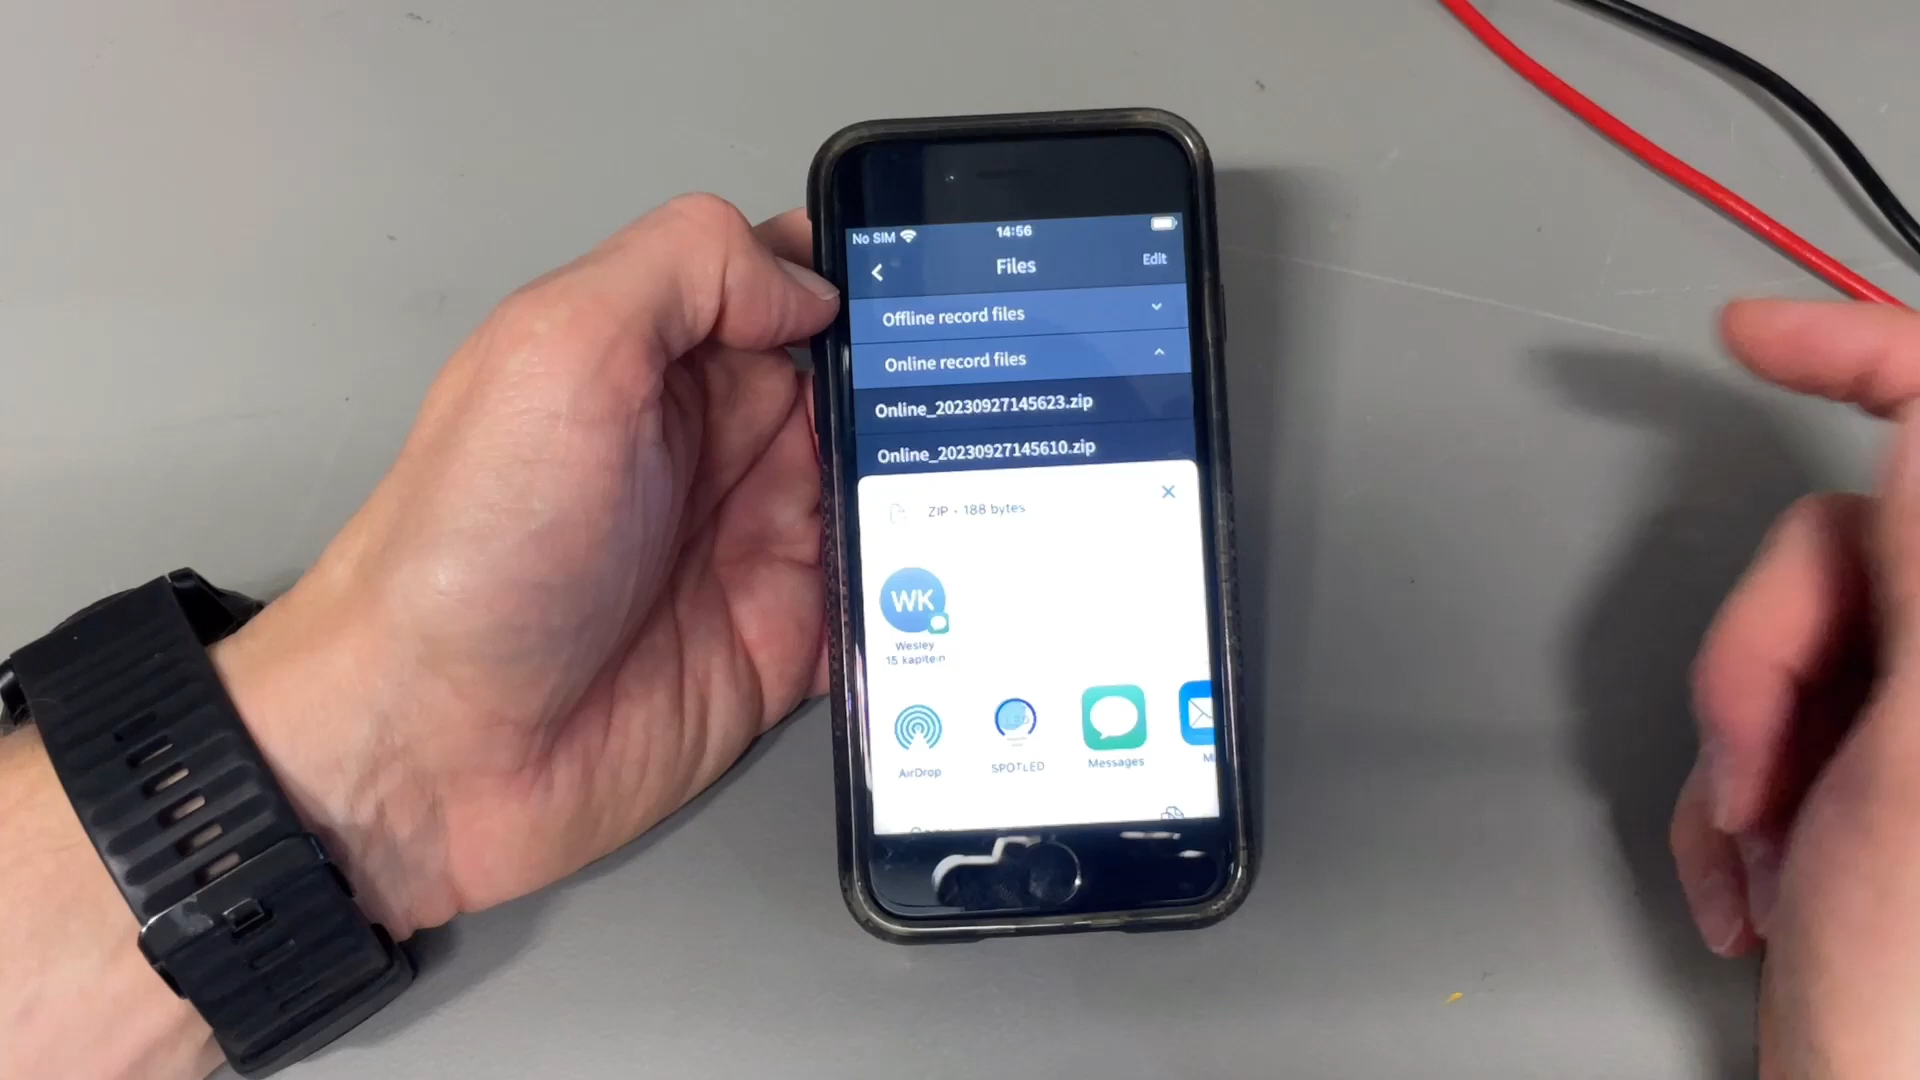 No SIM 14:56
Files Edit
Offline record files
Online record files
Online_20230927145623.zip
Online_20230927145610.zip
ZIP · 188 bytes
WK
Wesley
15 kapitein
AirDrop SPOTLED Messages